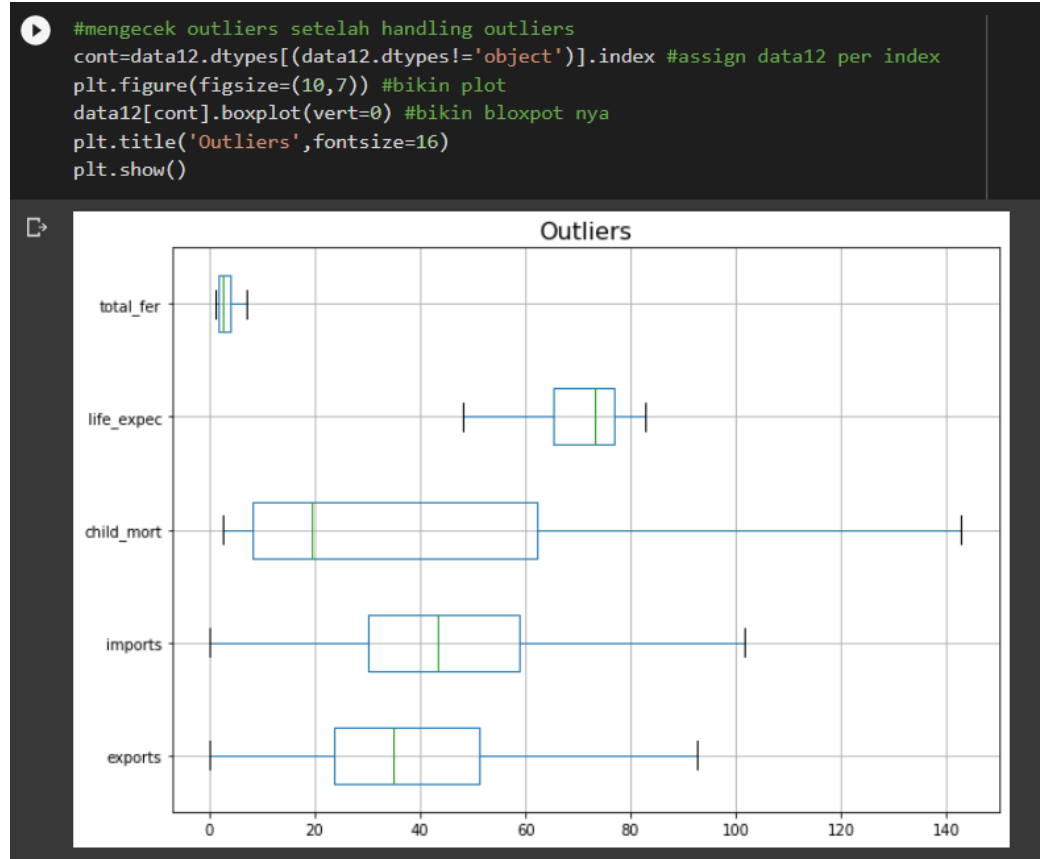 #mengecek outliers setelah handling outliers
cont=data12.dtypes[(data12.dtypes!='object')].index #assign data12 per index
plt.figure(figsize=(10,7)) #bikin plot
data12[cont].boxplot(vert=0) #bikin bloxpot nya
plt.title('Outliers',fontsize=16)
plt.show()
Outliers
total_fer
life_expec
child_mort
imports
exports
0 20 40 60 80 100 120 140